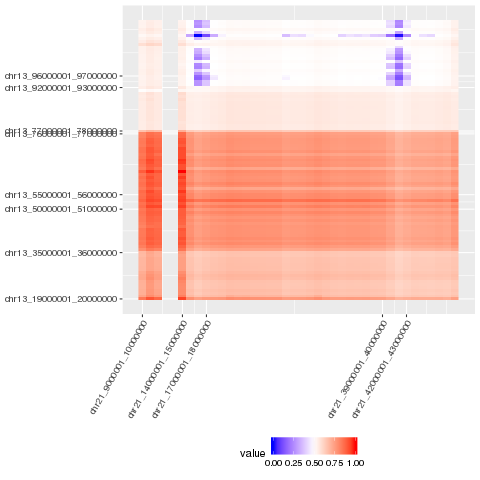 chr13_96000001_97000000
chr13_92000001_93000000
chr13_77000001_78000000
chr13_76000001_77000000
chr13_55000001_56000000
chr13_50000001_51000000
chr13_35000001_36000000
chr13_19000001_20000000
chr21_9000001_10000000
chr21_14000001_15000000
chr21_17000001_18000000
chr21_39000001_40000000
chr21_42000001_43000000
value
0.00 0.25 0.50 0.75 1.00